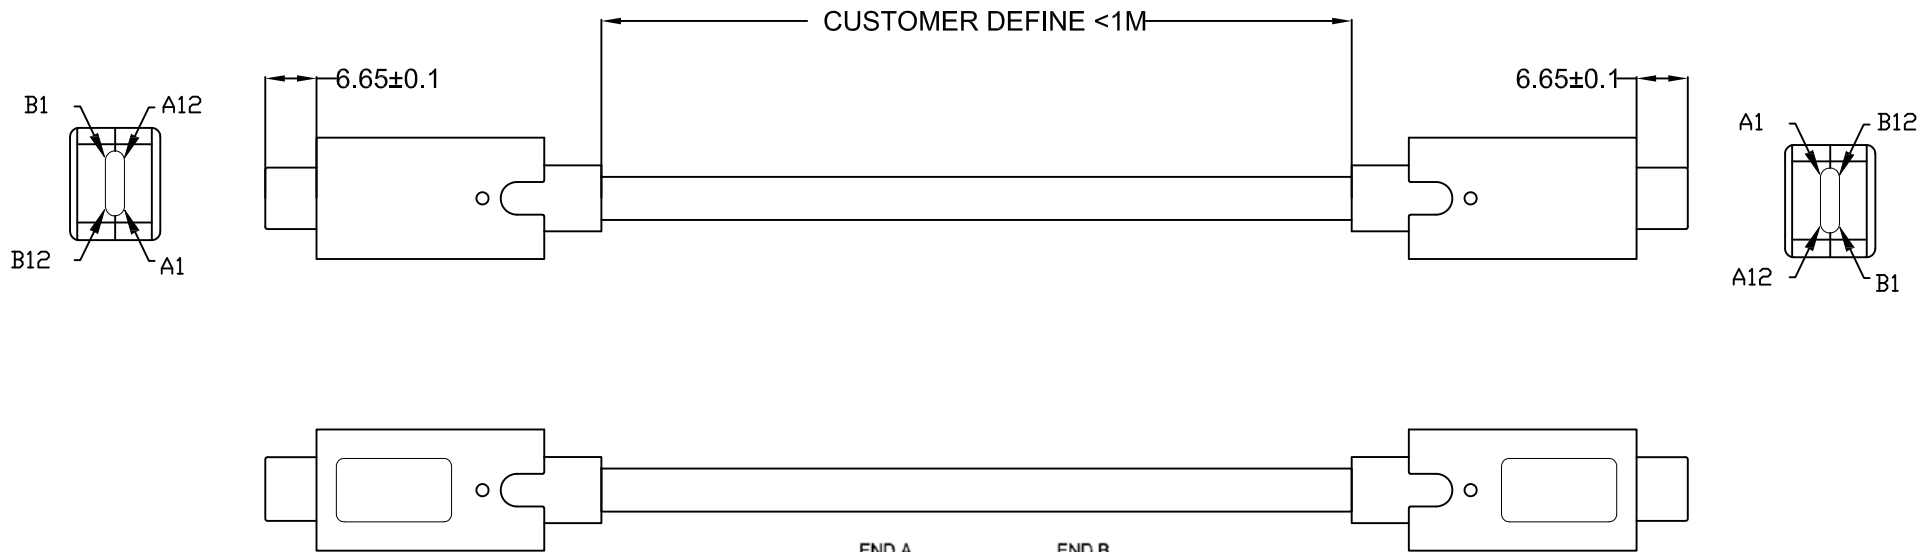 CUSTOMER DEFINE <1M
6.65±0.1
6.65±0.1
B1
A12
A1
B12
B12
A1
A12
B1
END A
END B